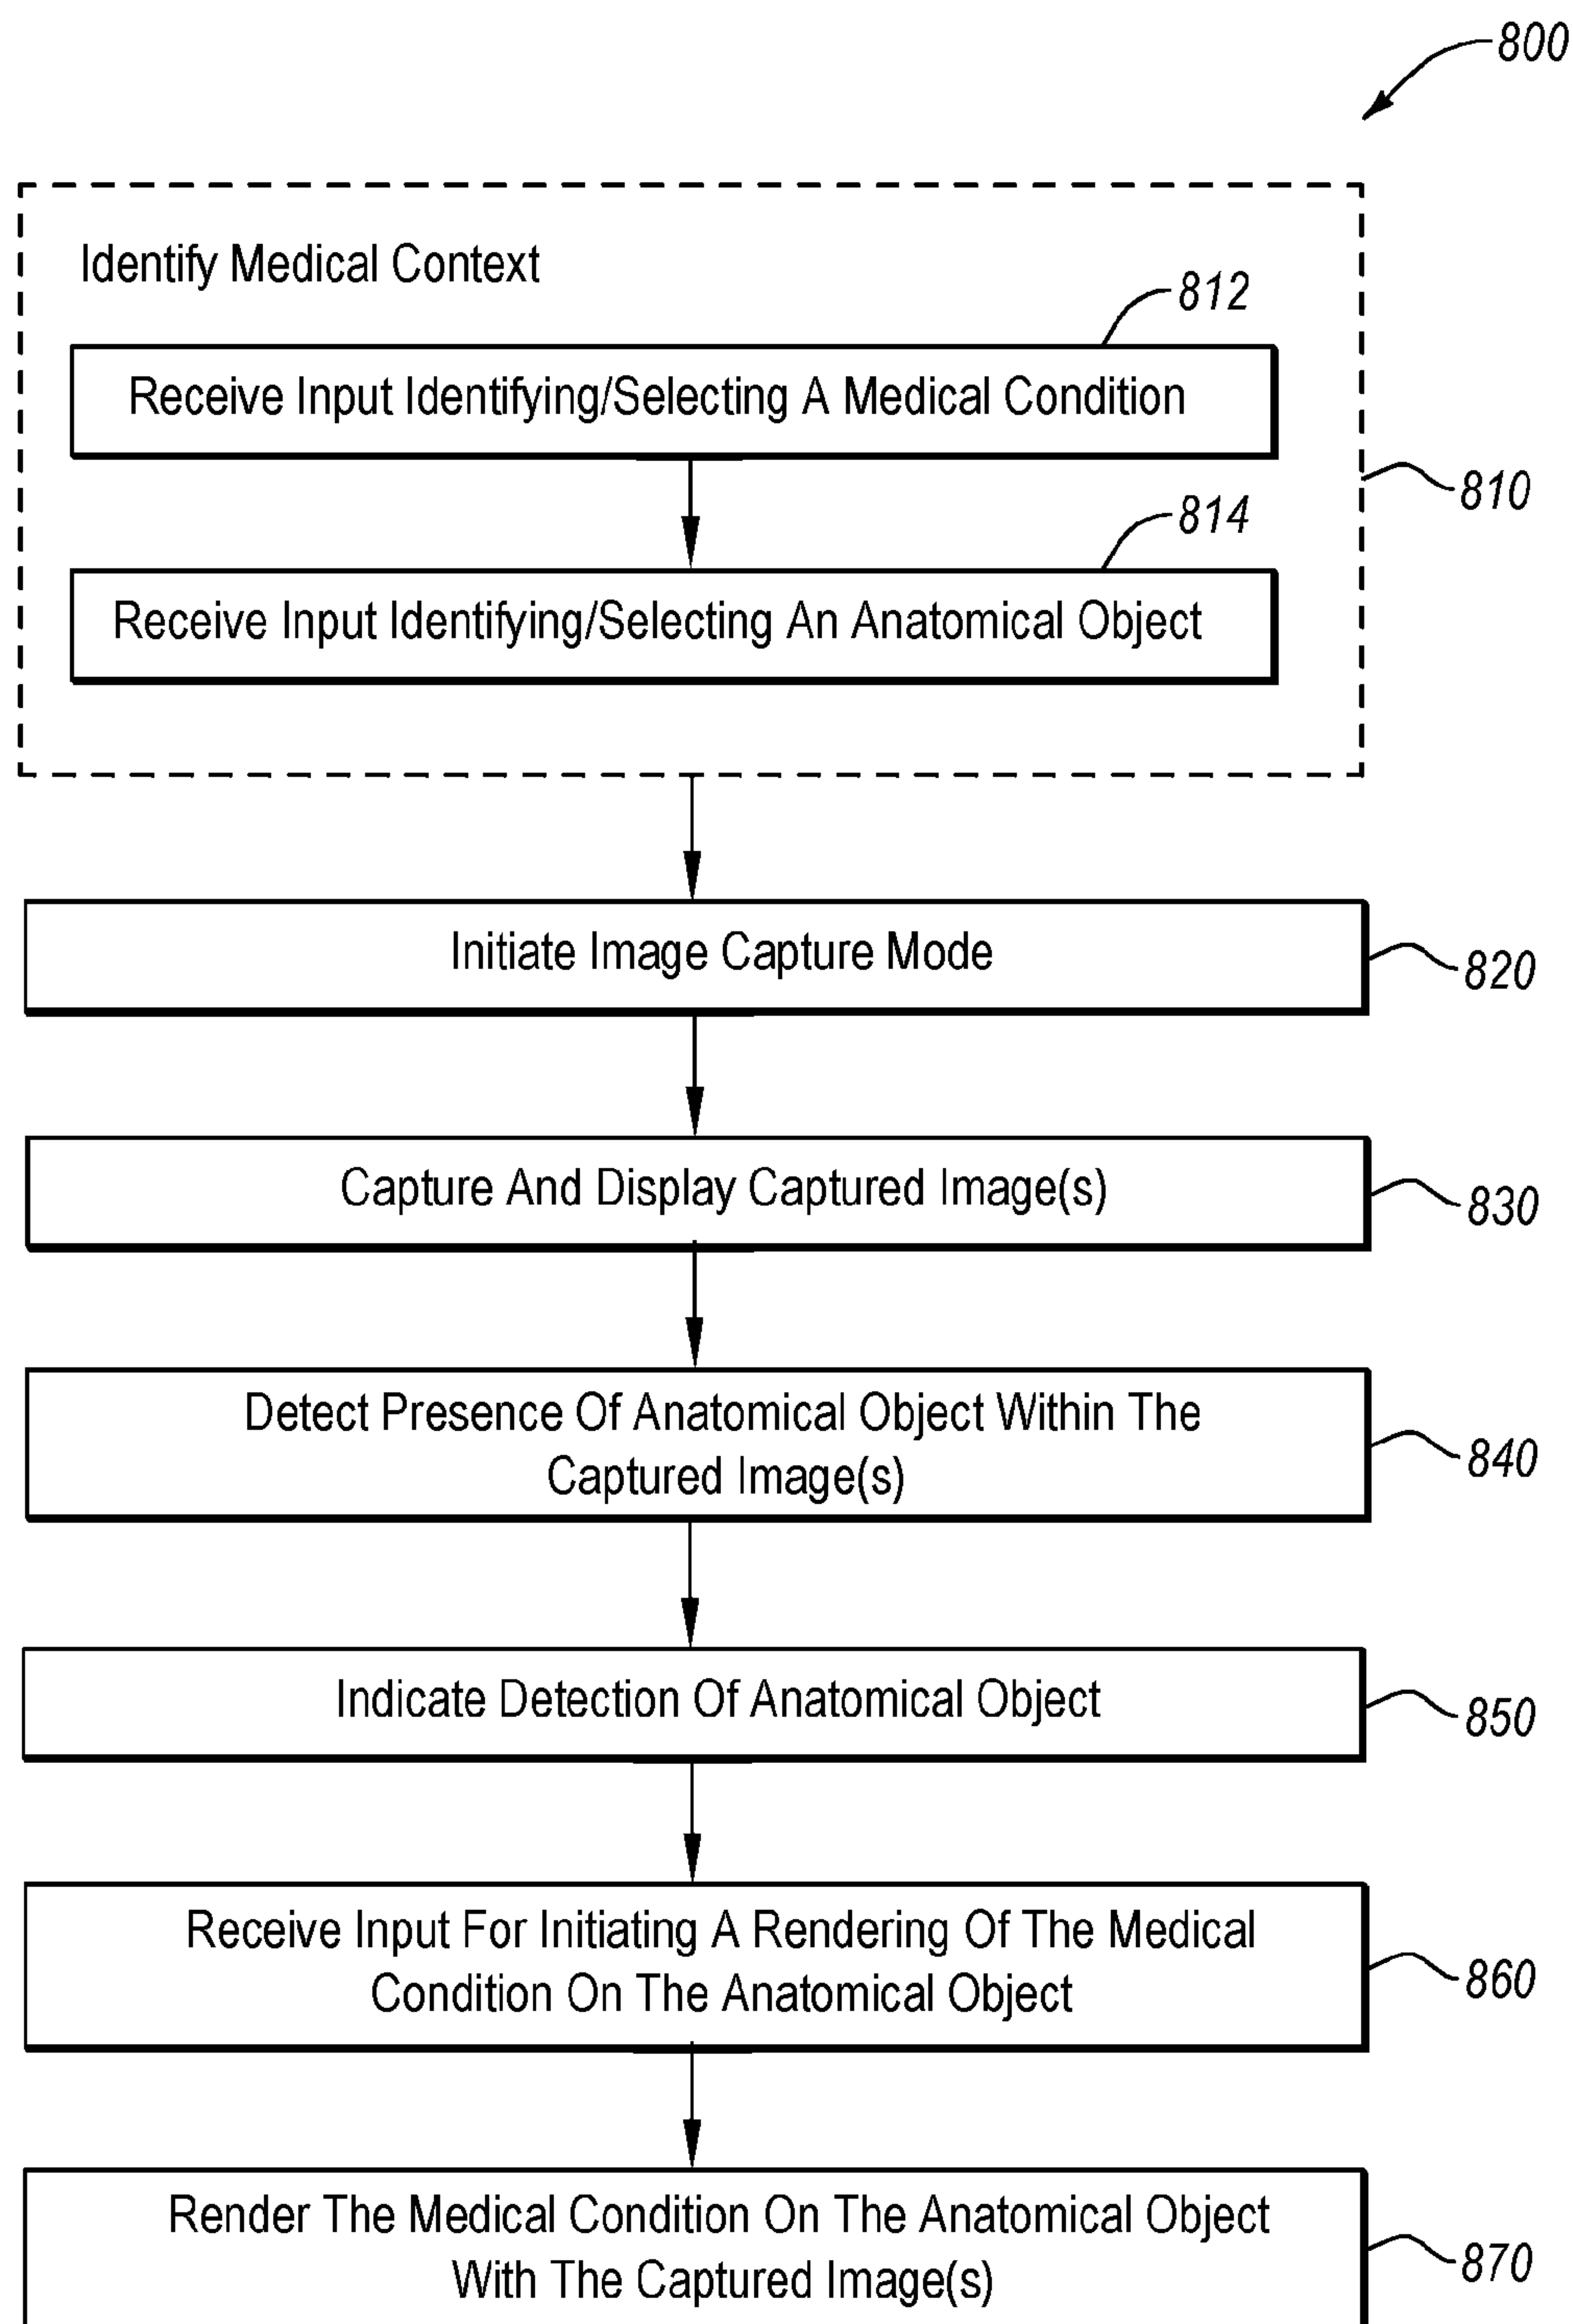 800
Identify Medical Context
812
Receive Input Identifying/Selecting A Medical Condition
810
814
Receive Input Identifying/Selecting An Anatomical Object
Initiate Image Capture Mode
820
Capture And Display Captured Image(s)
830
Detect Presence Of Anatomical Object Within The
Captured Image(s)
840
Indicate Detection Of Anatomical Object
850
Receive Input For Initiating A Rendering Of The Medical
Condition On The Anatomical Object
860
Render The Medical Condition On The Anatomical Object
With The Captured Image(s)
870